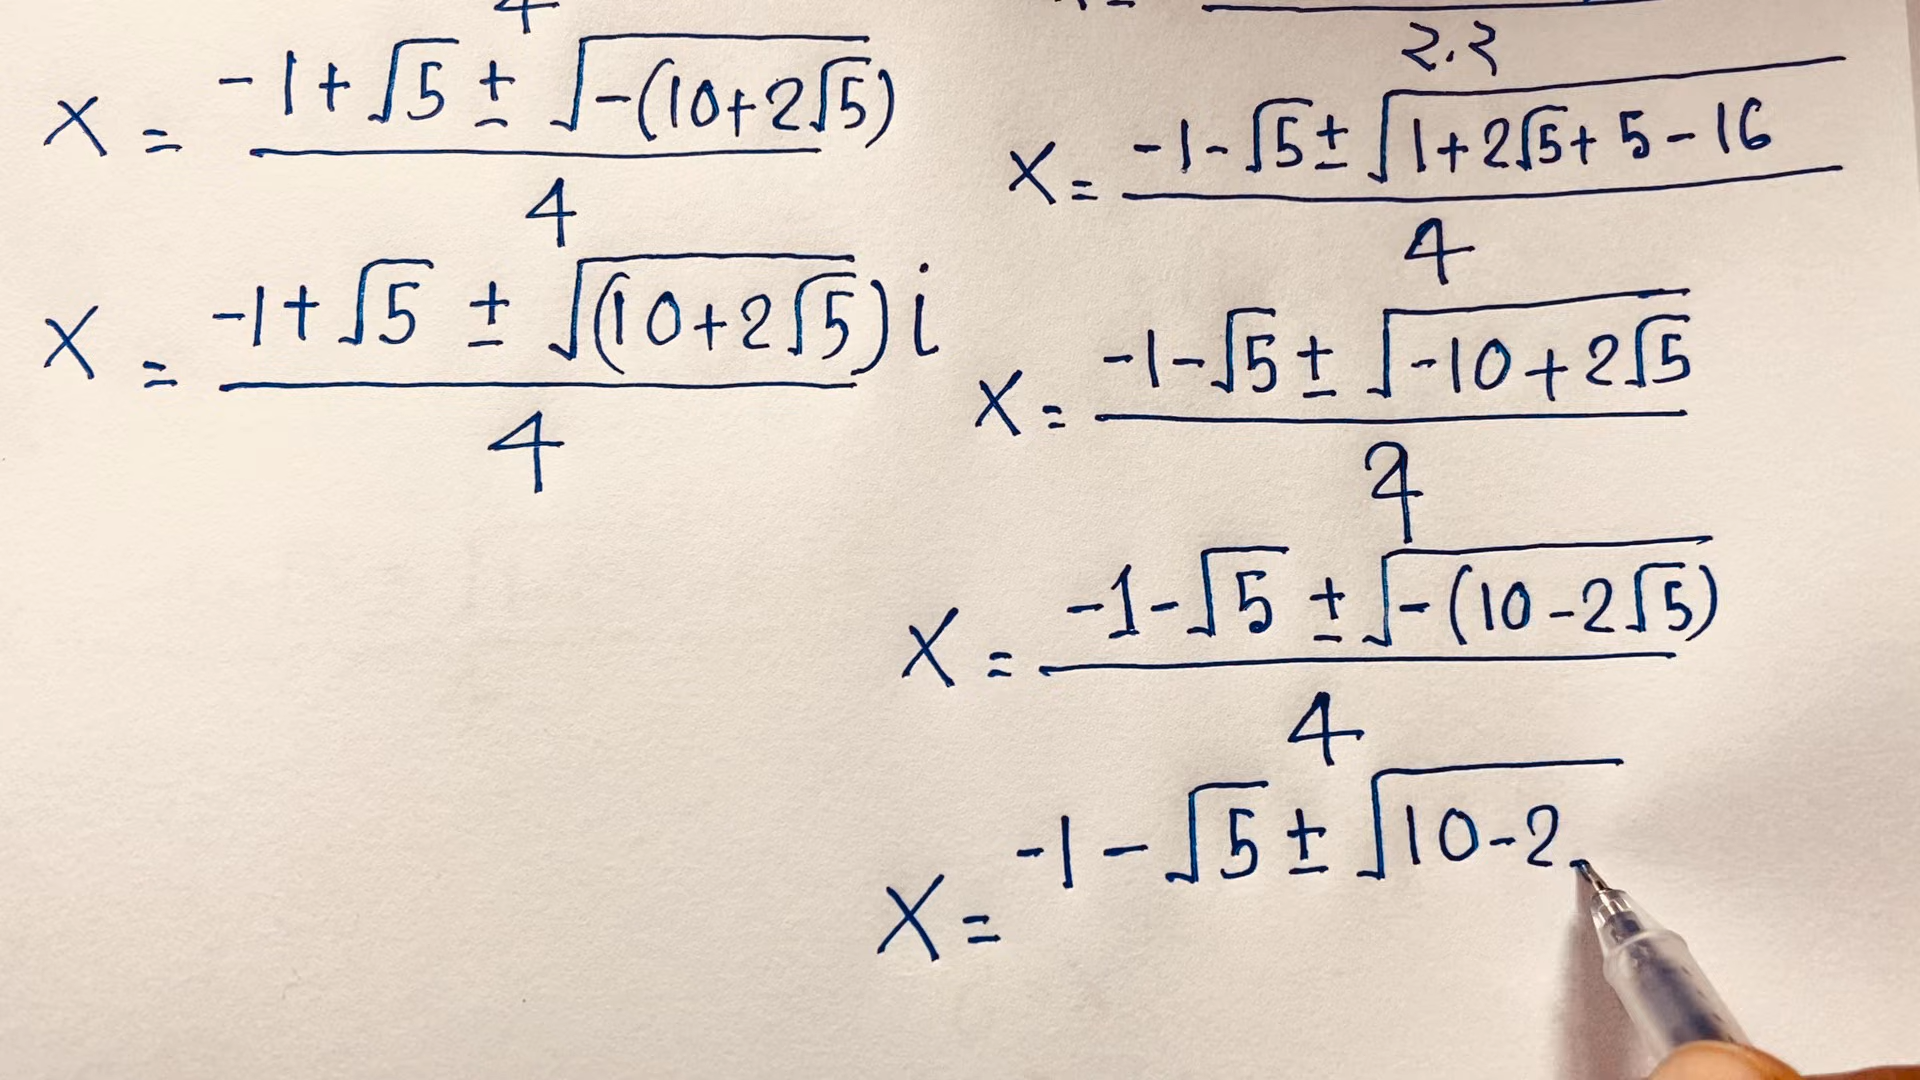 4
x = (-1+√5 ± √-(10+2√5))/4
x = (-1+√5 ± √(10+2√5) i)/4
2.2
x = (-1-√5 ± √1+2√5+5-16)/4
x = (-1-√5 ± √-10+2√5)/4
x = (-1-√5 ± √-(10-2√5))/4
x = -1-√5 ± √10-2